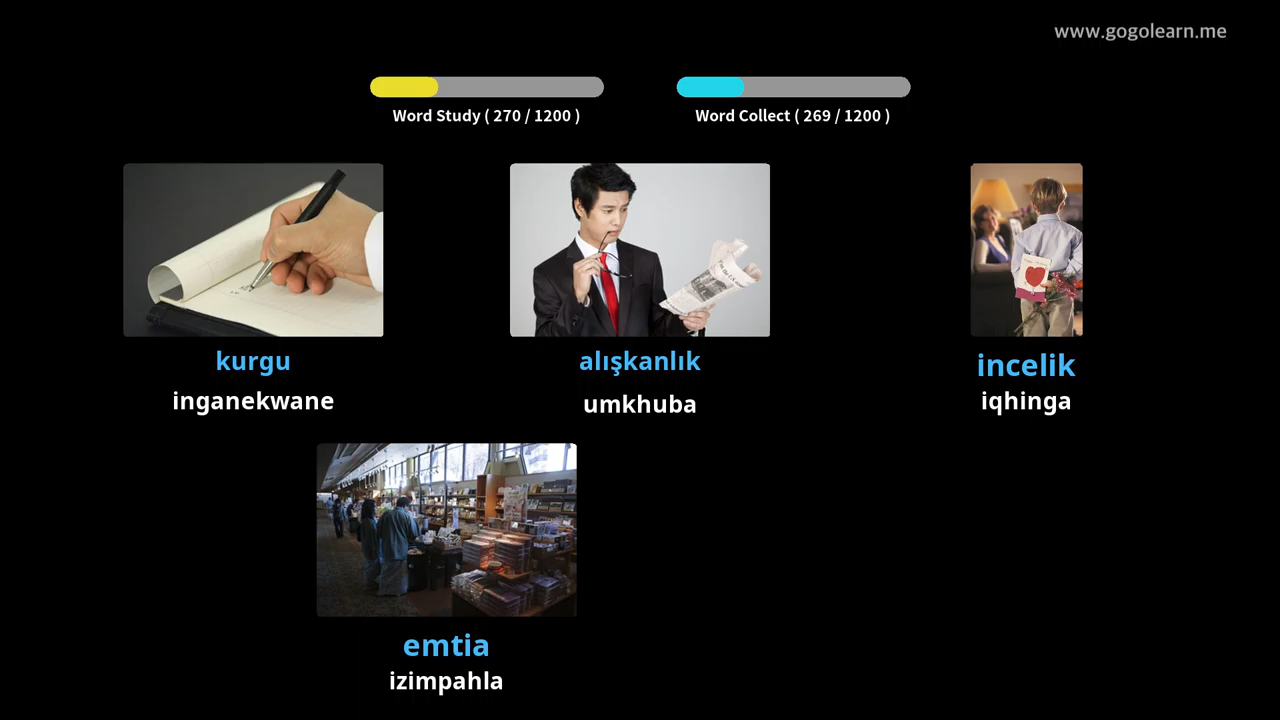 www.gogolearn.me
Word Study ( 270 / 1200 )
Word Collect ( 269 / 1200 )
kurgu
inganekwane
alışkanlık
umkhuba
incelik
iqhinga
emtia
izimpahla